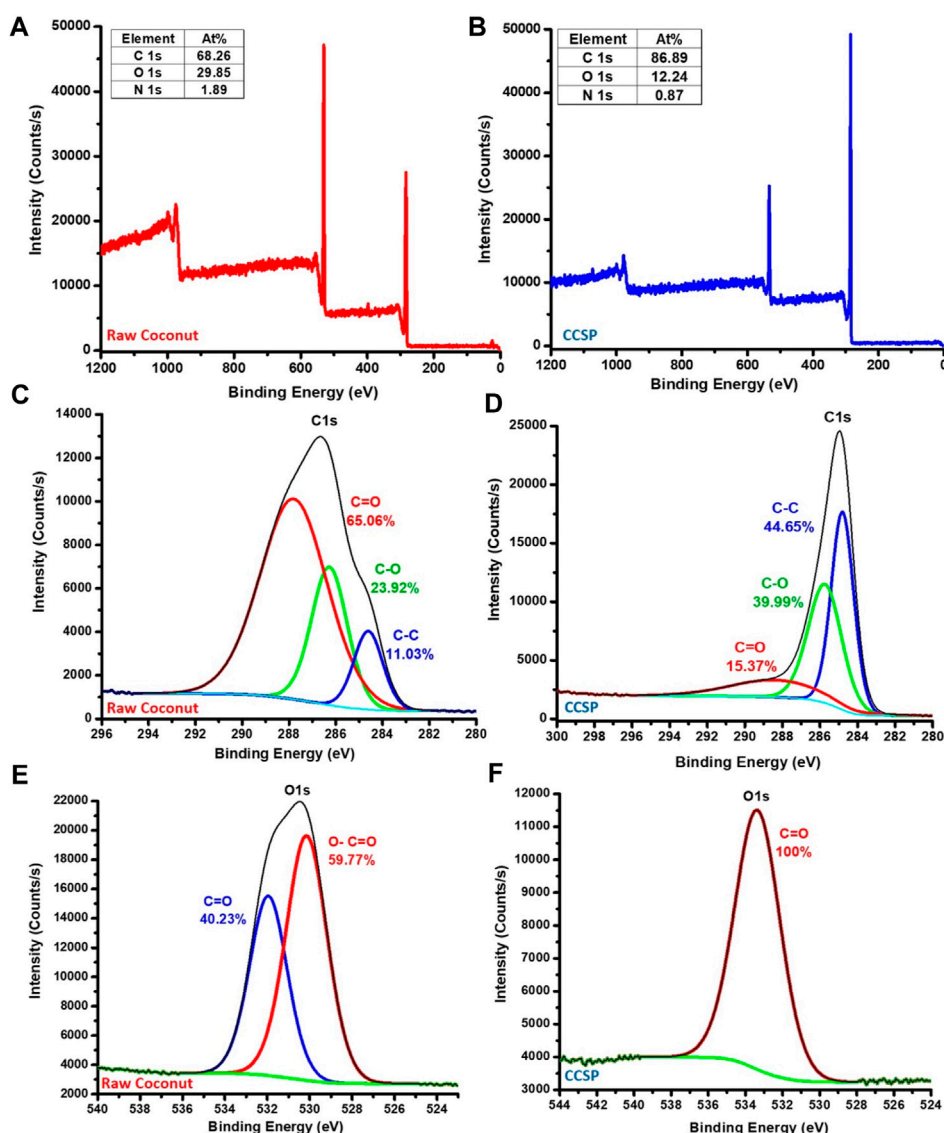 A
Element At%
C 1s 68.26
O 1s 29.85
N 1s 1.89
50000
40000
30000
20000
10000
0
Intensity (Counts/s)
Raw Coconut
1200 1000 800 600 400 200 0
Binding Energy (eV)
B
Element At%
C 1s 86.89
O 1s 12.24
N 1s 0.87
50000
40000
30000
20000
10000
0
Intensity (Counts/s)
CCSP
1200 1000 800 600 400 200 0
Binding Energy (eV)
C
C1s
14000
12000
10000
8000
6000
4000
2000
0
Intensity (Counts/s)
C=O
65.06%
C-O
23.92%
C-C
11.03%
Raw Coconut
296 294 292 290 288 286 284 282 280
Binding Energy (eV)
D
C1s
25000
20000
15000
10000
5000
0
Intensity (Counts/s)
C-C
44.65%
C-O
39.99%
C=O
15.37%
CCSP
300 298 296 294 292 290 288 286 284 282 280
Binding Energy (eV)
E
O1s
22000
20000
18000
16000
14000
12000
10000
8000
6000
4000
2000
Intensity (Counts/s)
O- C=O
59.77%
C=O
40.23%
Raw Coconut
540 538 536 534 532 530 528 526 524
Binding Energy (eV)
F
O1s
12000
11000
10000
9000
8000
7000
6000
5000
4000
3000
Intensity (Counts/s)
C=O
100%
CCSP
544 542 540 538 536 534 532 530 528 526 524
Binding Energy (eV)